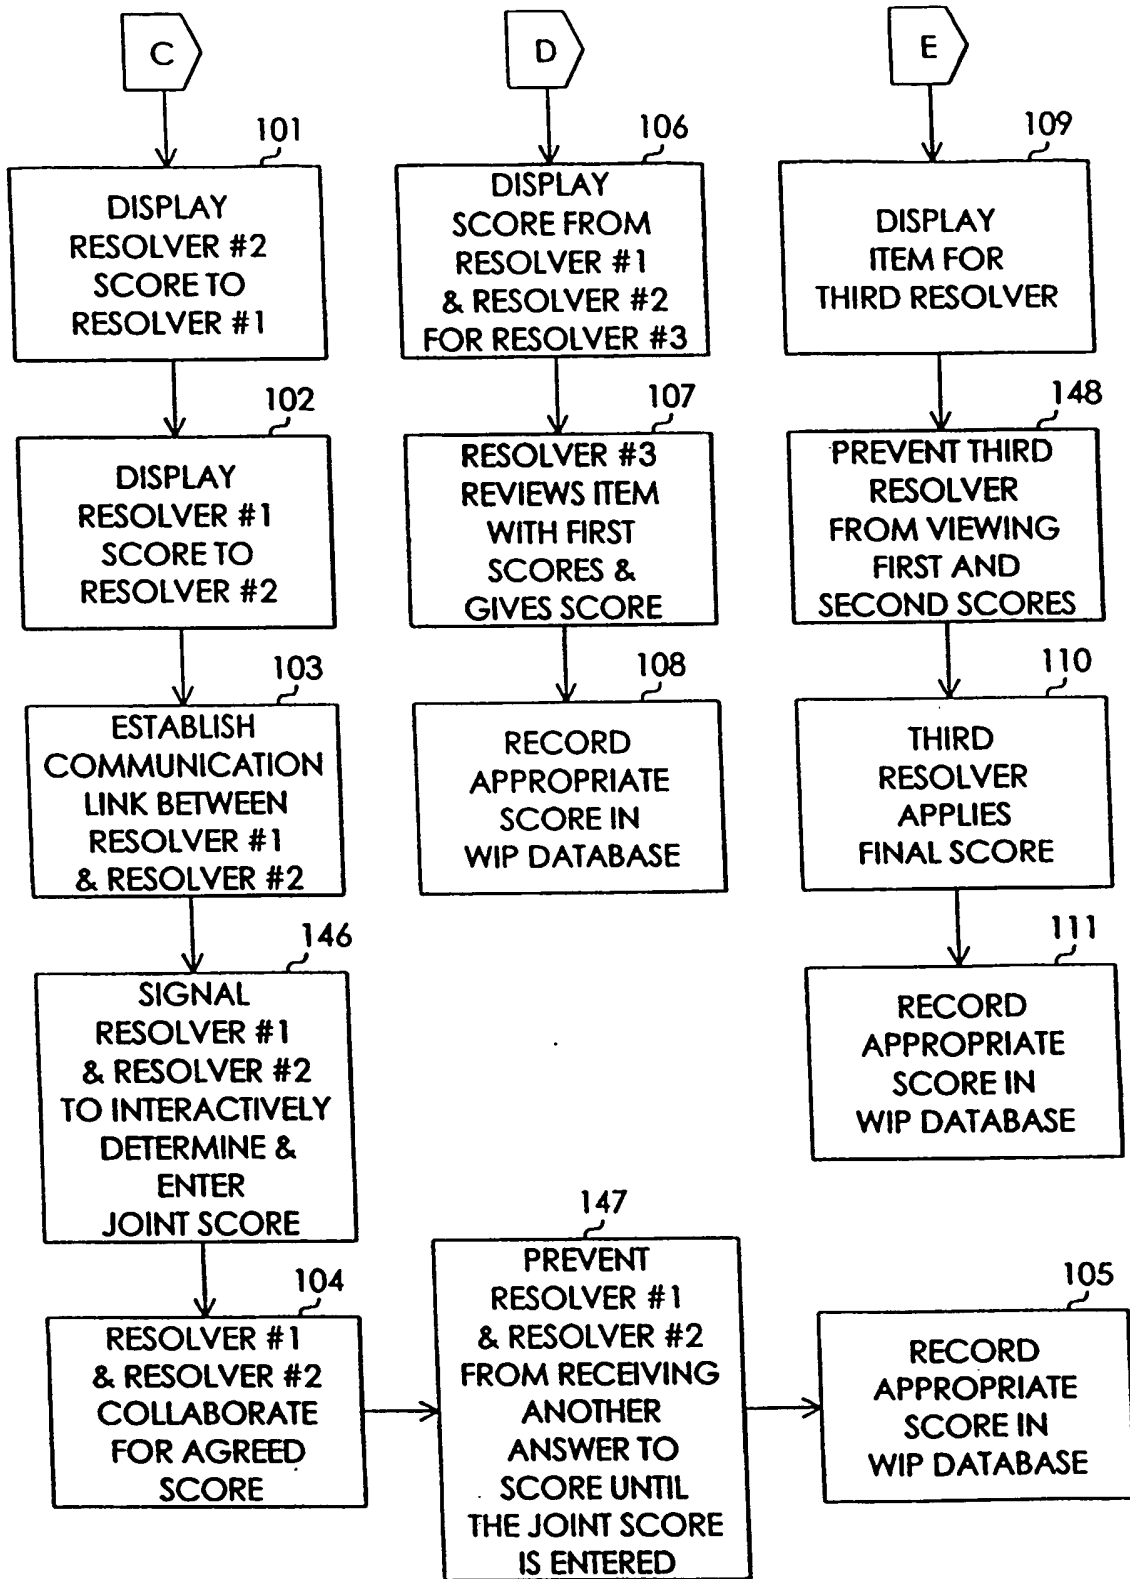 C
101
DISPLAY
RESOLVER #2
SCORE TO
RESOLVER #1
102
DISPLAY
RESOLVER #1
SCORE TO
RESOLVER #2
103
ESTABLISH
COMMUNICATION
LINK BETWEEN
RESOLVER #1
& RESOLVER #2
146
SIGNAL
RESOLVER #1
& RESOLVER #2
TO INTERACTIVELY
DETERMINE &
ENTER
JOINT SCORE
104
RESOLVER #1
& RESOLVER #2
COLLABORATE
FOR AGREED
SCORE
147
PREVENT
RESOLVER #1
& RESOLVER #2
FROM RECEIVING
ANOTHER
ANSWER TO
SCORE UNTIL
THE JOINT SCORE
IS ENTERED
105
RECORD
APPROPRIATE
SCORE IN
WIP DATABASE
D
106
DISPLAY
SCORE FROM
RESOLVER #1
& RESOLVER #2
FOR RESOLVER #3
107
RESOLVER #3
REVIEWS ITEM
WITH FIRST
SCORES &
GIVES SCORE
108
RECORD
APPROPRIATE
SCORE IN
WIP DATABASE
E
109
DISPLAY
ITEM FOR
THIRD RESOLVER
148
PREVENT THIRD
RESOLVER
FROM VIEWING
FIRST AND
SECOND SCORES
110
THIRD
RESOLVER
APPLIES
FINAL SCORE
111
RECORD
APPROPRIATE
SCORE IN
WIP DATABASE